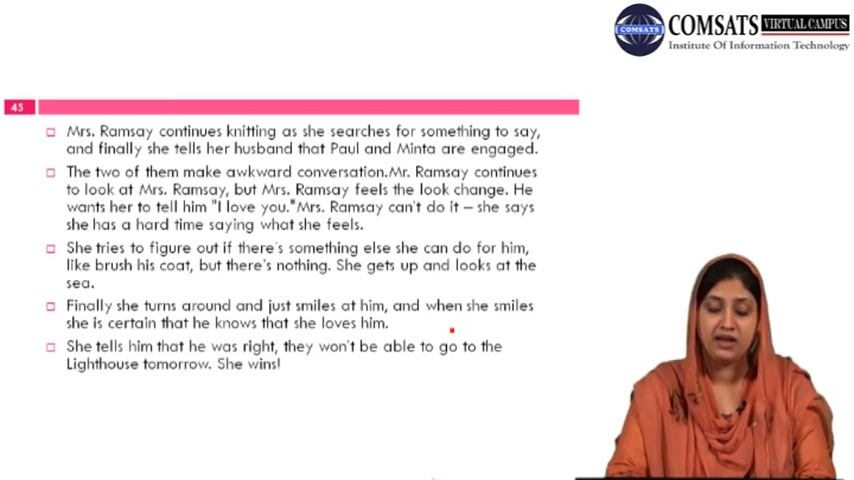 COMSATS
COMSATS VIRTUAL CAMPUS
Institute Of Information Technology
45
Mrs. Ramsay continues knitting as she searches for something to say,
and finally she tells her husband that Paul and Minta are engaged.
The two of them make awkward conversation.Mr. Ramsay continues
to look at Mrs. Ramsay, but Mrs. Ramsay feels the look change. He
wants her to tell him "I love you."Mrs. Ramsay can't do it – she says
she has a hard time saying what she feels.
She tries to figure out if there's something else she can do for him,
like brush his coat, but there's nothing. She gets up and looks at the
sea.
Finally she turns around and just smiles at him, and when she smiles
she is certain that he knows that she loves him.
She tells him that he was right, they won't be able to go to the
Lighthouse tomorrow. She wins!